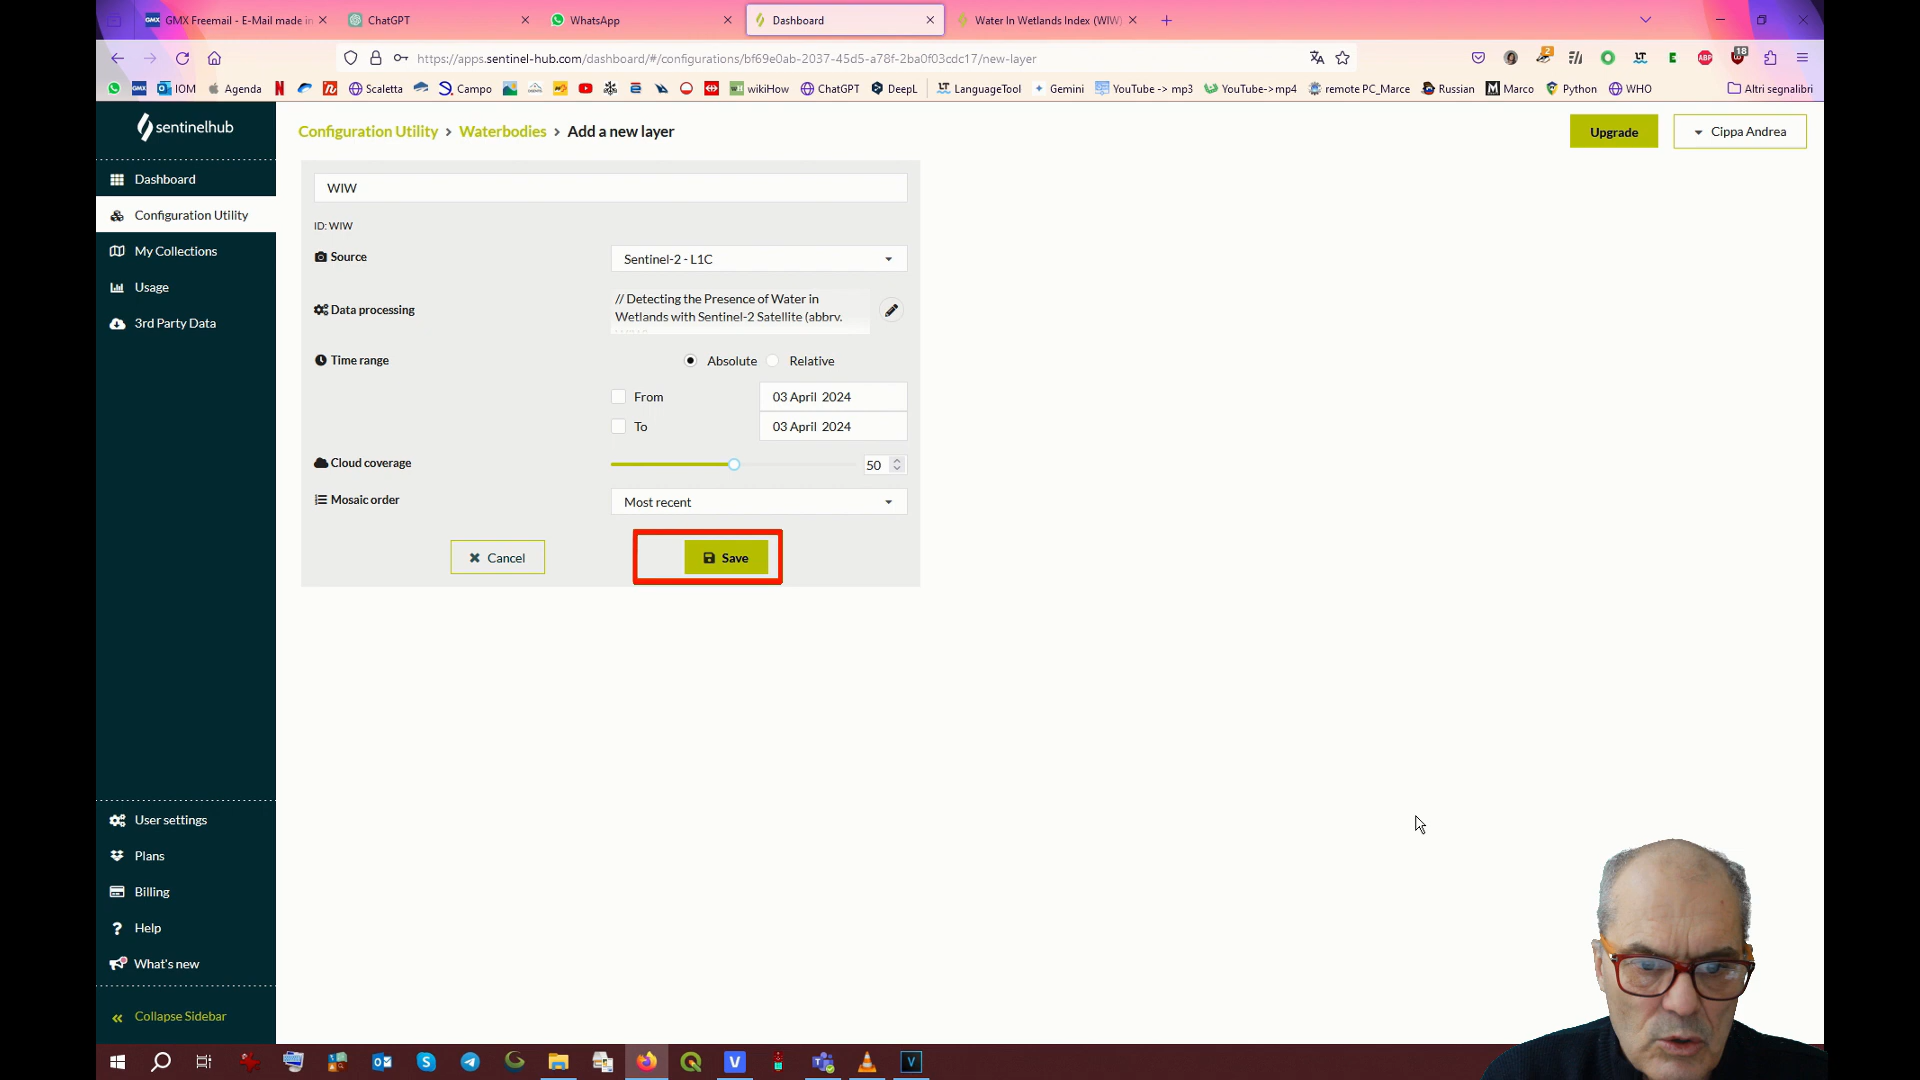 GMX Freemail - E-Mail made in
ChatGPT
WhatsApp
Dashboard
Water In Wetlands Index (WIW)
https://apps.sentinel-hub.com/dashboard/#/configurations/bf69e0ab-2037-45d5-a78f-2ba0f03cdc17/new-layer
2
18
GMX
IOM
Agenda
Scaletta
Campo
wikiHow
ChatGPT
DeepL
LanguageTool
Gemini
YouTube -> mp3
YouTube->mp4
remote PC_Marce
Russian
Marco
Python
WHO
Altri segnalibri
sentinelhub
Configuration Utility > Waterbodies > Add a new layer
Upgrade
Cippa Andrea
Dashboard
Configuration Utility
My Collections
Usage
3rd Party Data
WIW
ID: WIW
Source
Sentinel-2 - L1C
Data processing
// Detecting the Presence of Water in
Wetlands with Sentinel-2 Satellite (abbrv.
Time range
Absolute
Relative
From
03 April 2024
To
03 April 2024
Cloud coverage
50
Mosaic order
Most recent
Cancel
Save
User settings
Plans
Billing
Help
What's new
Collapse Sidebar